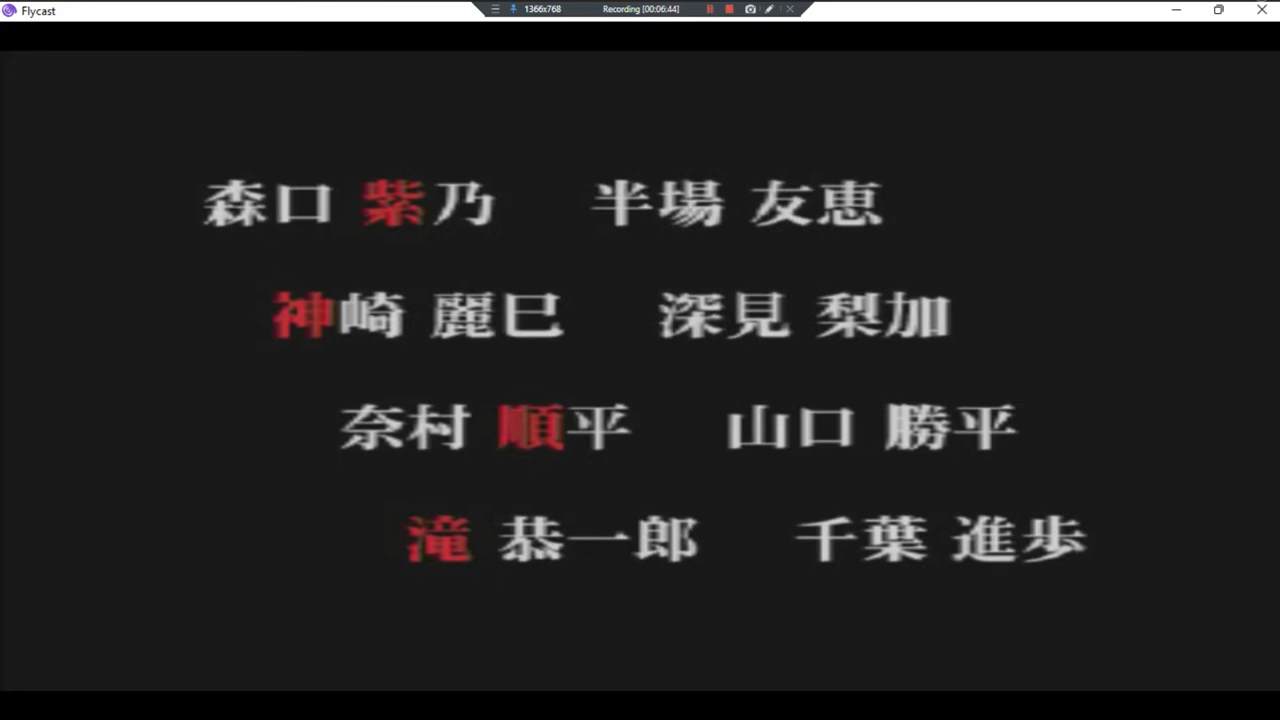 Flycast
1366x768 Recording [00:06:44]
森口 紫乃 半場 友恵
神崎 麗巳 深見 梨加
奈村 順平 山口 勝平
滝 恭一郎 千葉 進歩